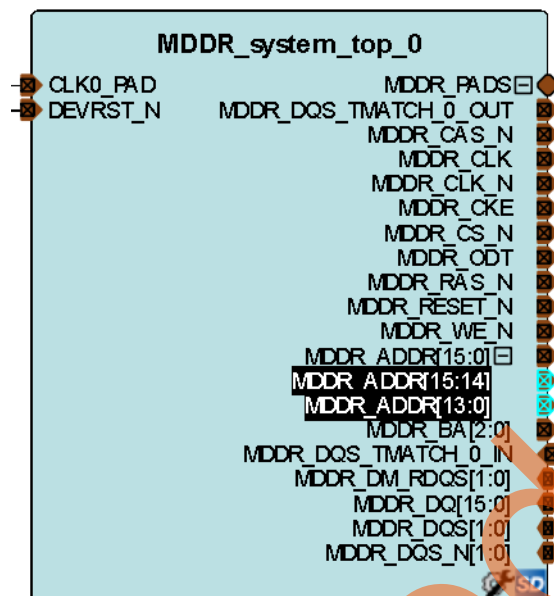 MDDR_system_top_0
CLK0_PAD
MDDR_PADS
DEVRST_N
MDDR_DQS_TMATCH_0_OUT
MDDR_CAS_N
MDDR_CLK
MDDR_CLK_N
MDDR_CKE
MDDR_CS_N
MDDR_ODT
MDDR_RAS_N
MDDR_RESET_N
MDDR_WE_N
MDDR_ADDR[15:0]
MDDR_ADDR[15:14]
MDDR_ADDR[13:0]
MDDR_BA[2:0]
MDDR_DQS_TMATCH_0_IN
MDDR_DM_RDQS[1:0]
MDDR_DQ[15:0]
MDDR_DQS[1:0]
MDDR_DQS_N[1:0]
SD